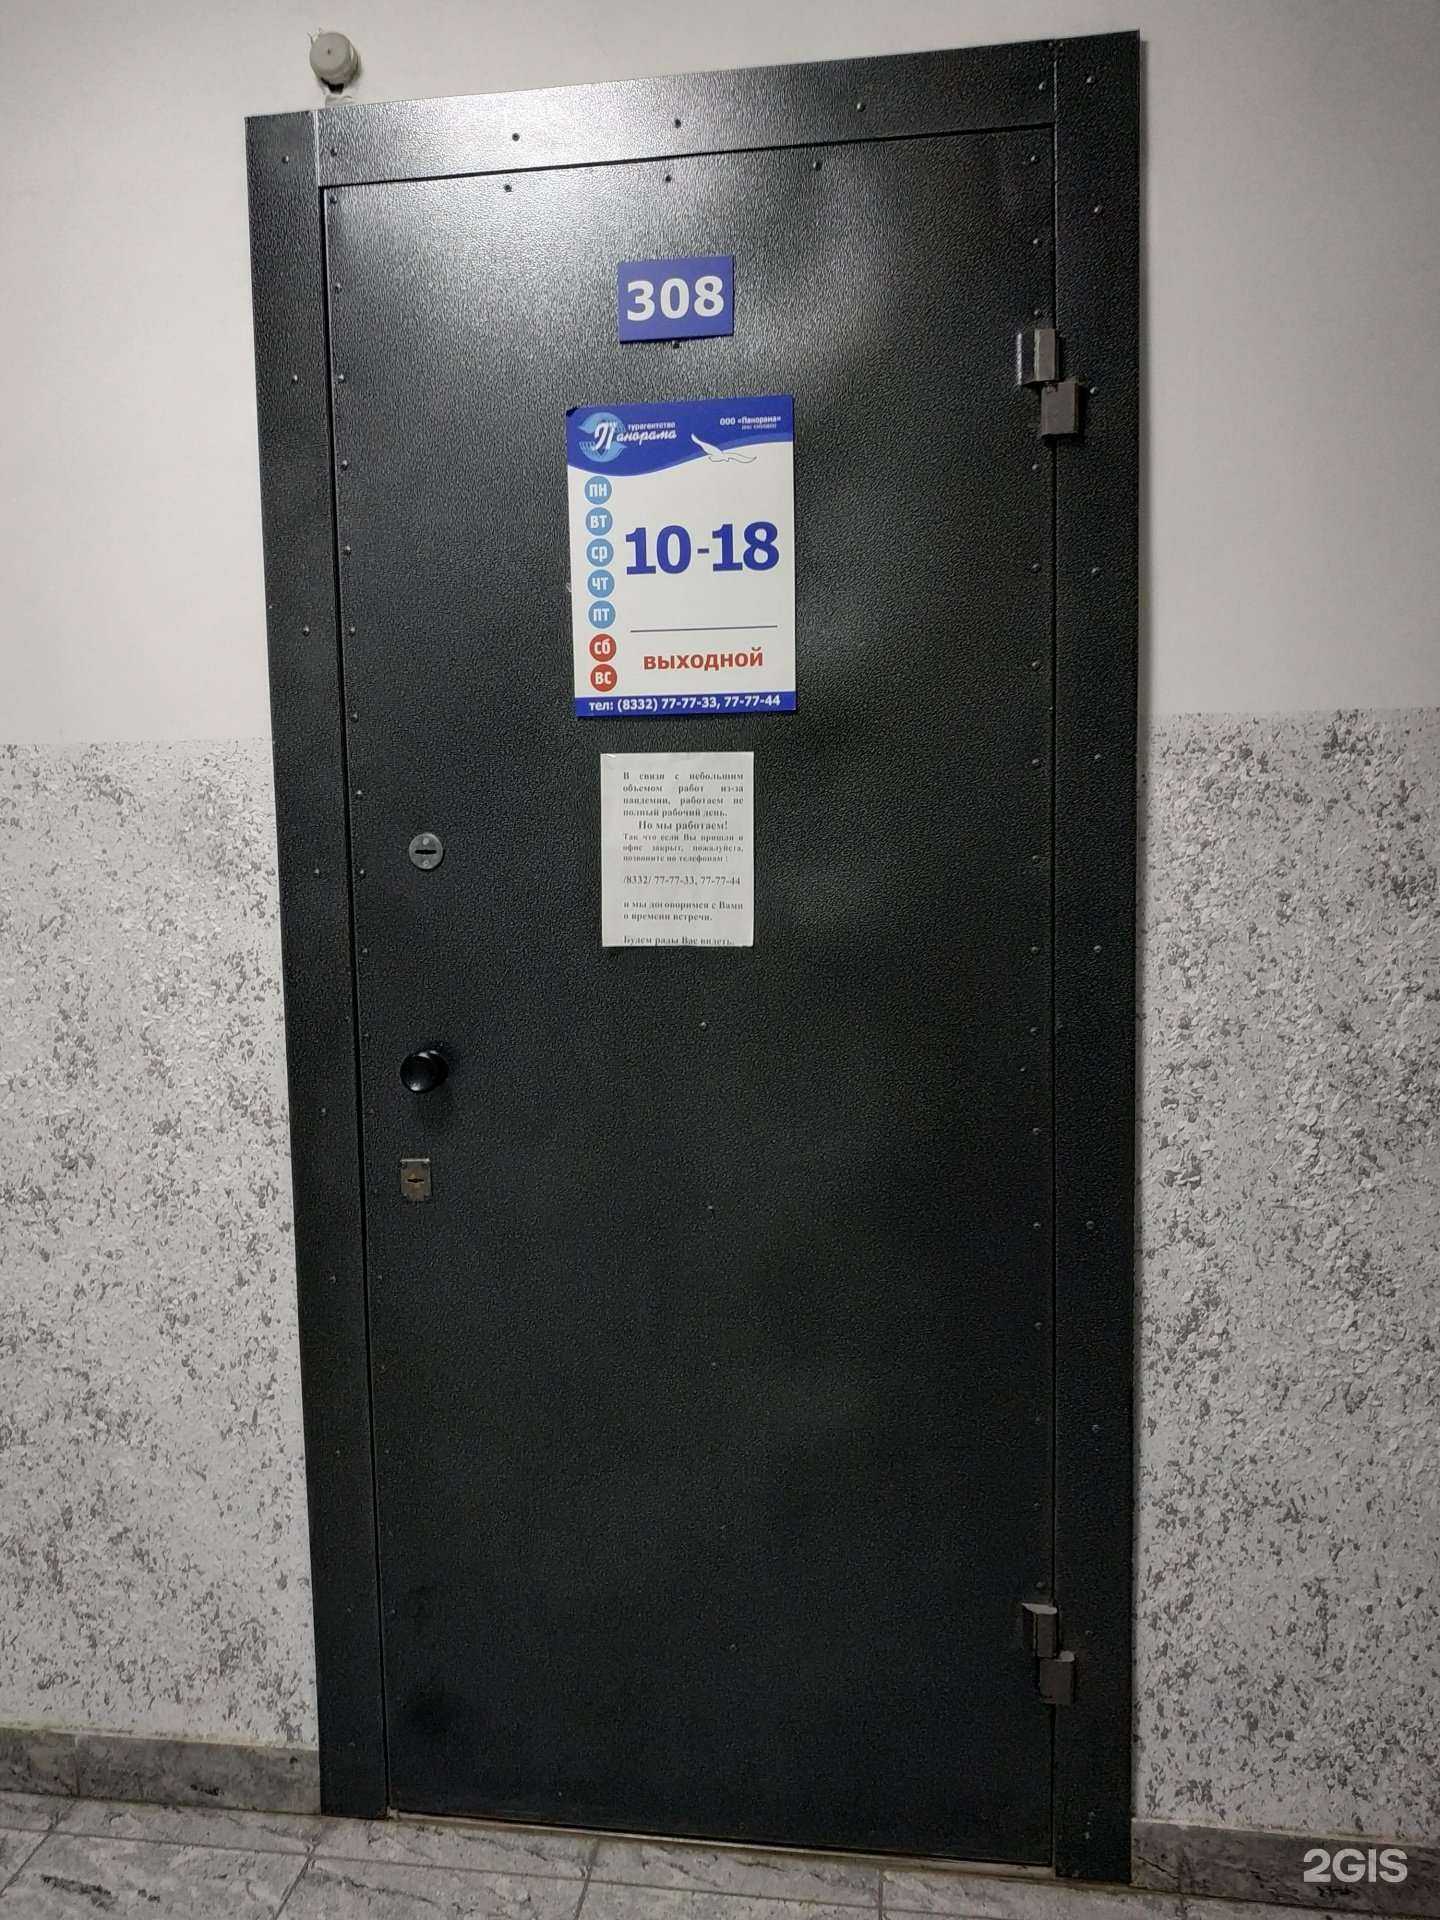 308
турагентство
Панорама
ООО «Панорама»
ПН
ВТ
СР
ЧТ
ПТ
10-18
СБ
ВС
ВЫХОДНОЙ
тел: (8332) 77-77-33, 77-77-44
В связи с небольшим
объемом работ из-за
пандемии, работаем не
полный рабочий день.
Но мы работаем!
Так что если Вы пришли а
офис закрыт, пожалуйста,
позвоните по телефонам :
/8332/ 77-77-33, 77-77-44
и мы договоримся с Вами
о времени встречи.
Будем рады Вас видеть.
2GIS